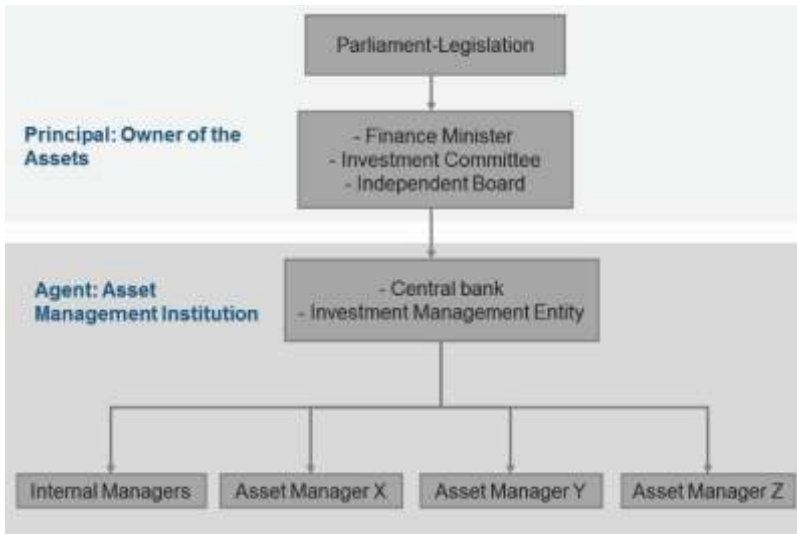 Parliament-Legislation
Principal: Owner of the
Assets
- Finance Minister
- Investment Committee
- Independent Board
Agent: Asset
Management Institution
- Central bank
- Investment Management Entity
Internal Managers
Asset Manager X
Asset Manager Y
Asset Manager Z